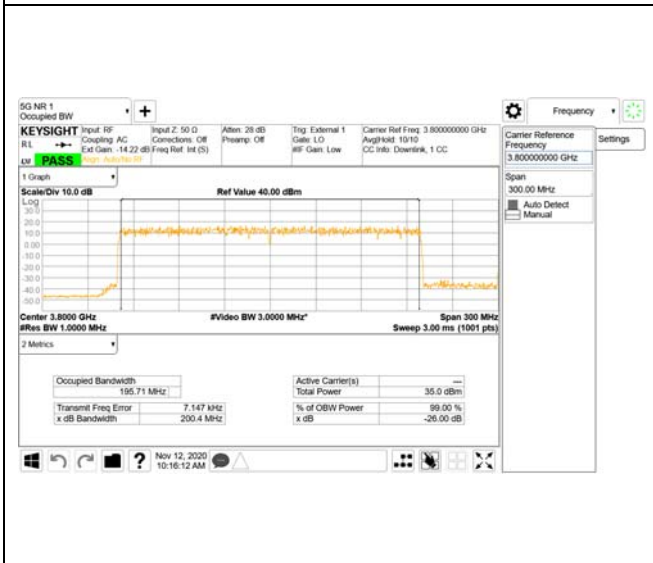 5G NR 1
Occupied BW
Frequency
KEYSIGHT
Input: RF
Coupling: AC
Ext Gain: -14.22 dB
Align: Auto/No RF
Input Z: 50 Ω
Corrections: Off
Freq Ref: Int (S)
Atten: 28 dB
Preamp: Off
Trig: External 1
Gate: LO
#IF Gain: Low
Carrier Ref Freq: 3.800000000 GHz
Avg|Hold: 10/10
CC Info: Downlink, 1 CC
RL
PASS
Carrier Reference
Frequency
3.800000000 GHz
Settings
Span
300.00 MHz
Auto Detect
Manual
1 Graph
Scale/Div 10.0 dB
Ref Value 40.00 dBm
Log
30.0
20.0
10.0
0.00
-10.0
-20.0
-30.0
-40.0
-50.0
Center 3.8000 GHz
#Video BW 3.0000 MHz*
Span 300 MHz
#Res BW 1.0000 MHz
Sweep 3.00 ms (1001 pts)
2 Metrics
Occupied Bandwidth
195.71 MHz
Transmit Freq Error 7.147 kHz
x dB Bandwidth 200.4 MHz
Active Carrier(s) ---
Total Power 35.0 dBm
% of OBW Power 99.00 %
x dB -26.00 dB
?
Nov 12, 2020
10:16:12 AM